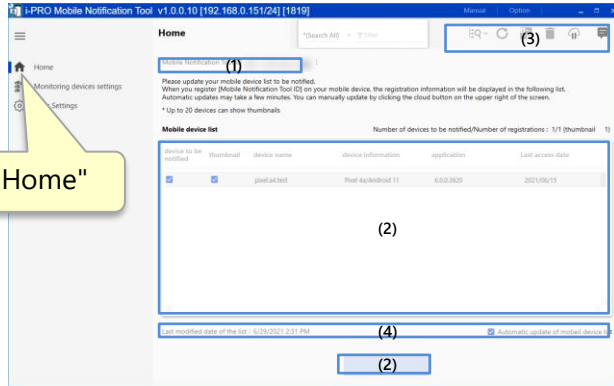 i-PRO Mobile Notification Tool v1.0.0.10 [192.168.0.151/24] [1819]
Manual Option
Home
*(Search All) Filter
(3)
Home
Mobile Notification
(1)
Monitoring devices settings
Settings
Please update your mobile device list to be notified.
When you register [Mobile Notification Tool ID] on your mobile device, the registration information will be displayed in the following list.
Automatic updates may take a few minutes. You can manually update by clicking the cloud button on the upper right of the screen.
* Up to 20 devices can show thumbnails
Mobile device list Number of devices to be notified/Number of registrations : 1/1 (thumbnail 1)
device to be notified thumbnail device name device information application Last access date
pixel.a4.test Pixel 4a/Android 11 6.0.0.3620 2021/06/15
Home"
(2)
Last modified date of the list : 6/29/2021 2:31 PM
(4)
Automatic update of mobeil device list
(2)